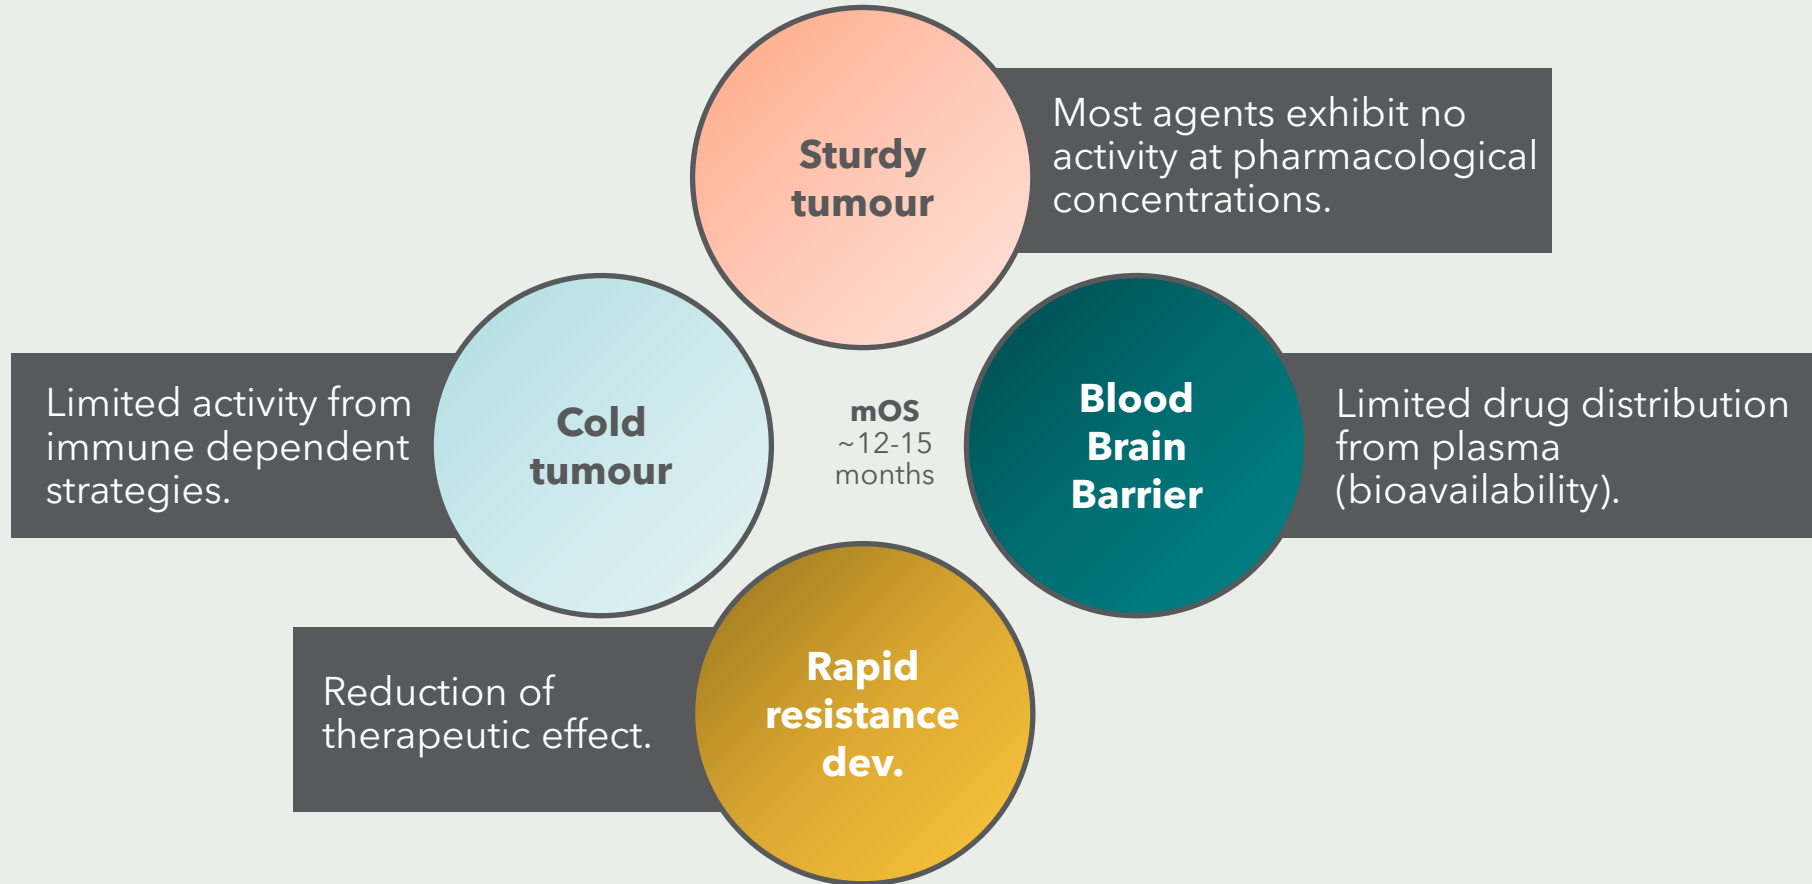 Sturdy
tumour
Most agents exhibit no
activity at pharmacological
concentrations.
Limited activity from
immune dependent
strategies.
Cold
tumour
mOS
~12-15
months
Blood
Brain
Barrier
Limited drug distribution
from plasma
(bioavailability).
Reduction of
therapeutic effect.
Rapid
resistance
dev.